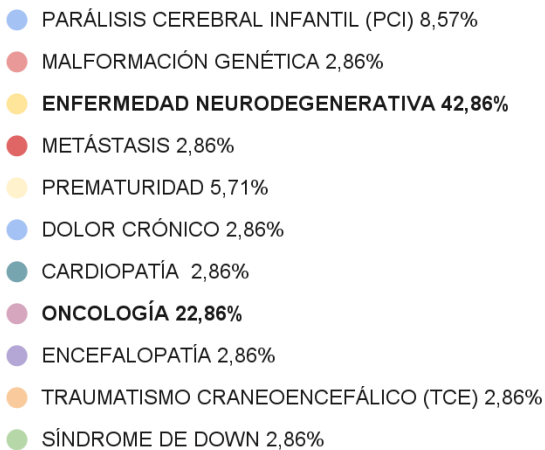 PARÁLISIS CEREBRAL INFANTIL (PCI) 8,57%
MALFORMACIÓN GENÉTICA 2,86%
ENFERMEDAD NEURODEGENERATIVA 42,86%
METÁSTASIS 2,86%
PREMATURIDAD 5,71%
DOLOR CRÓNICO 2,86%
CARDIOPATÍA 2,86%
ONCOLOGÍA 22,86%
ENCEFALOPATÍA 2,86%
TRAUMATISMO CRANEOENCEFÁLICO (TCE) 2,86%
SÍNDROME DE DOWN 2,86%